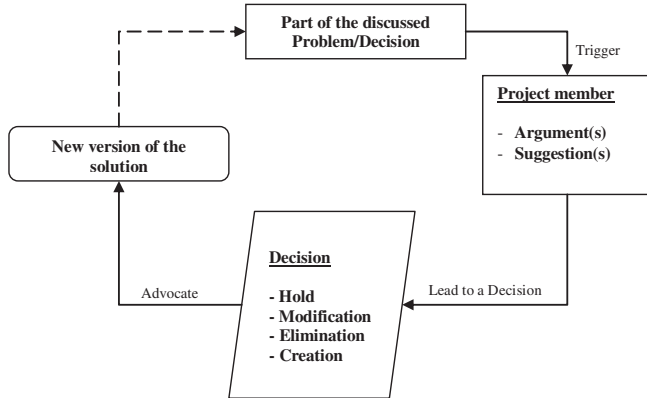 Part of the discussed
Problem/Decision
Trigger
Project member
- Argument(s)
- Suggestion(s)
New version of the
solution
Decision
- Hold
- Modification
- Elimination
- Creation
Advocate
Lead to a Decision